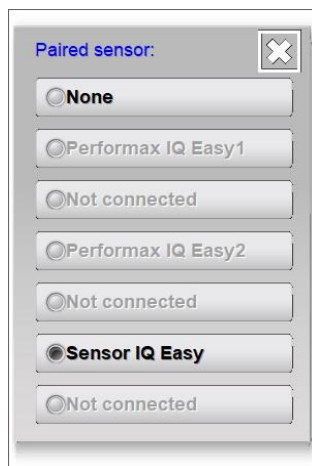 Paired sensor:
None
Performax IQ Easy1
Not connected
Performax IQ Easy2
Not connected
Sensor IQ Easy
Not connected